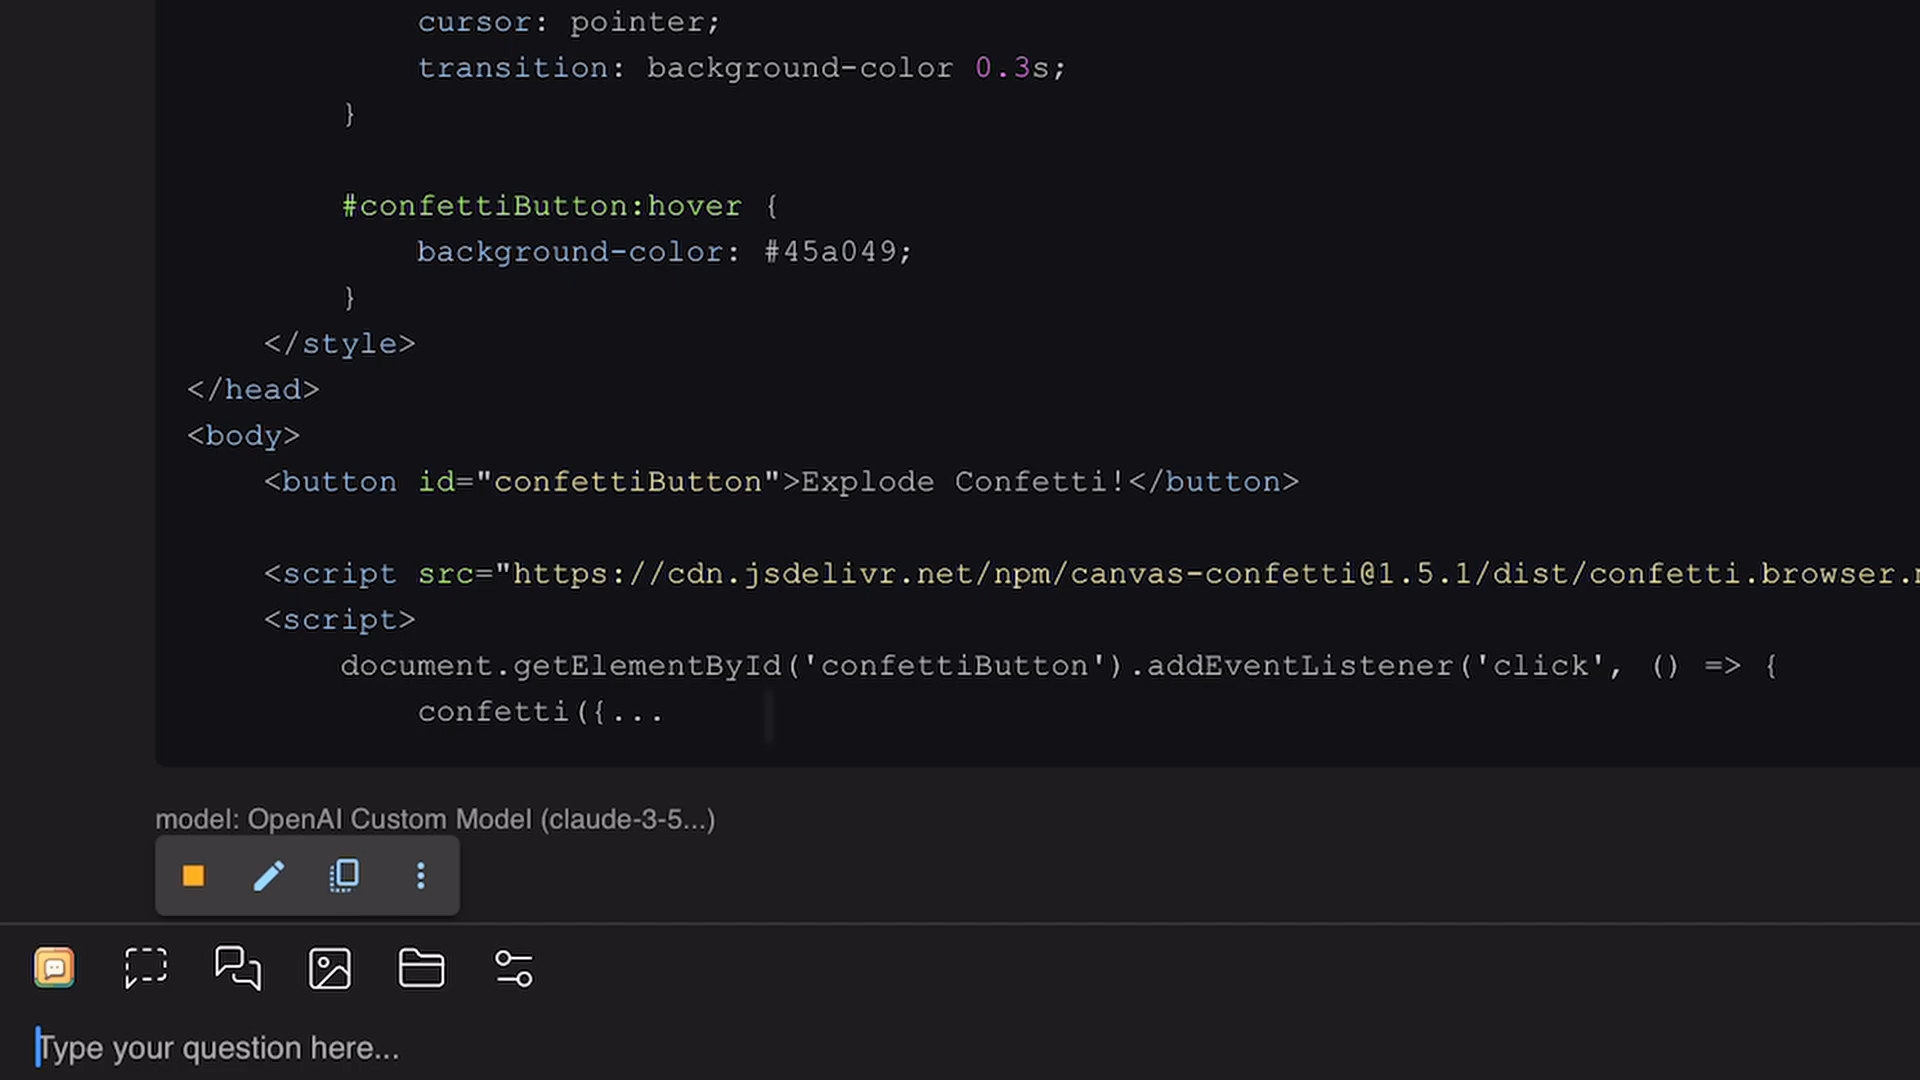 cursor: pointer;
transition: background-color 0.3s;
}
#confettiButton:hover {
background-color: #45a049;
}
</style>
</head>
<body>
<button id="confettiButton">Explode Confetti!</button>
<script src="https://cdn.jsdelivr.net/npm/canvas-confetti@1.5.1/dist/confetti.browser.
<script>
document.getElementById('confettiButton').addEventListener('click', () => {
confetti({...
model: OpenAI Custom Model (claude-3-5...)
Type your question here...